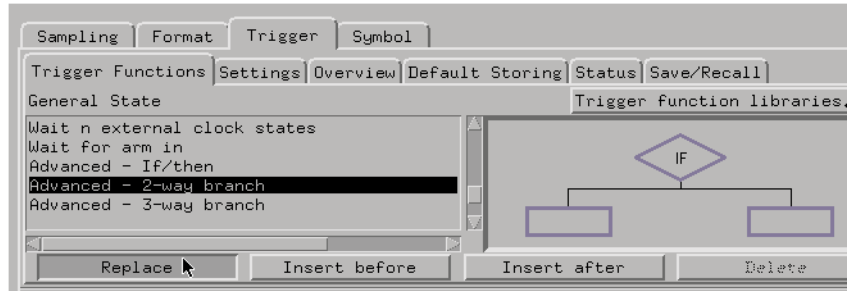 Sampling Format Trigger Symbol
Trigger Functions Settings Overview Default Storing Status Save/Recall
General State Trigger function libraries.
Wait n external clock states
Wait for arm in
Advanced - If/then
Advanced - 2-way branch
Advanced - 3-way branch
IF
Replace Insert before Insert after Delete